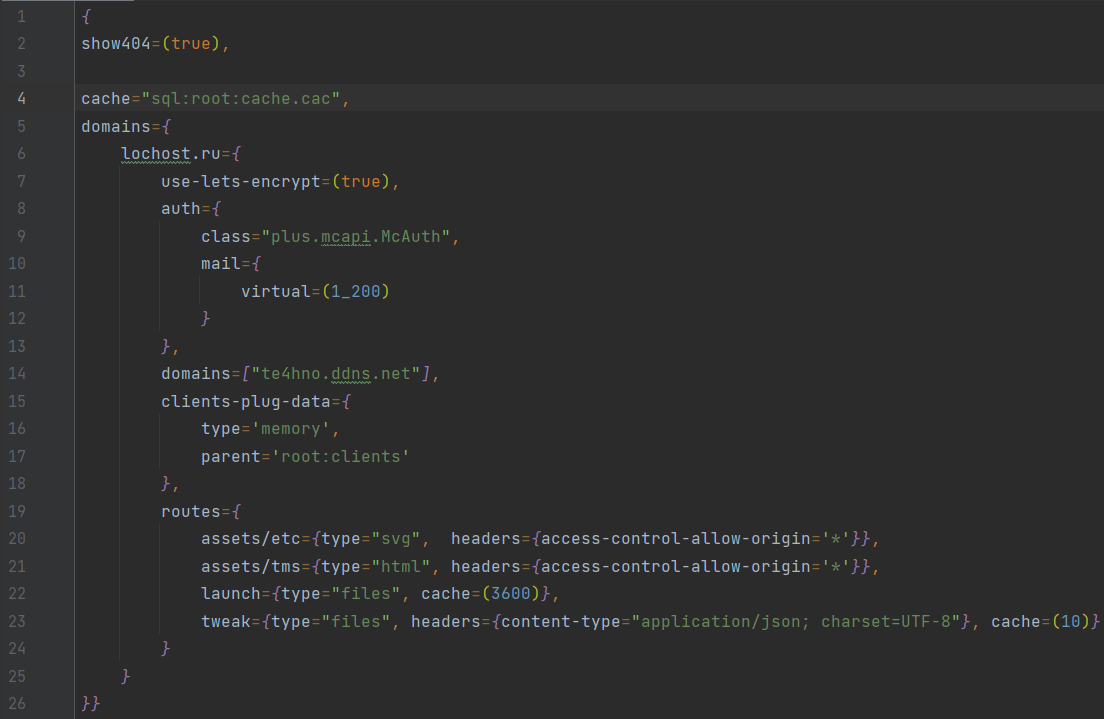 1 {
2 show404=(true),
3
4 cache="sql:root:cache.cac",
5 domains={
6     lochost.ru={
7         use-lets-encrypt=(true),
8         auth={
9             class="plus.mcapi.McAuth",
10             mail={
11                 virtual=(1_200)
12             }
13         },
14         domains=["te4hno.ddns.net"],
15         clients-plug-data={
16             type='memory',
17             parent='root:clients'
18         },
19         routes={
20             assets/etc={type="svg",  headers={access-control-allow-origin='*'}},
21             assets/tms={type="html", headers={access-control-allow-origin='*'}},
22             launch={type="files", cache=(3600)},
23             tweak={type="files", headers={content-type="application/json; charset=UTF-8"}, cache=(10)}
24         }
25     }
26 }}